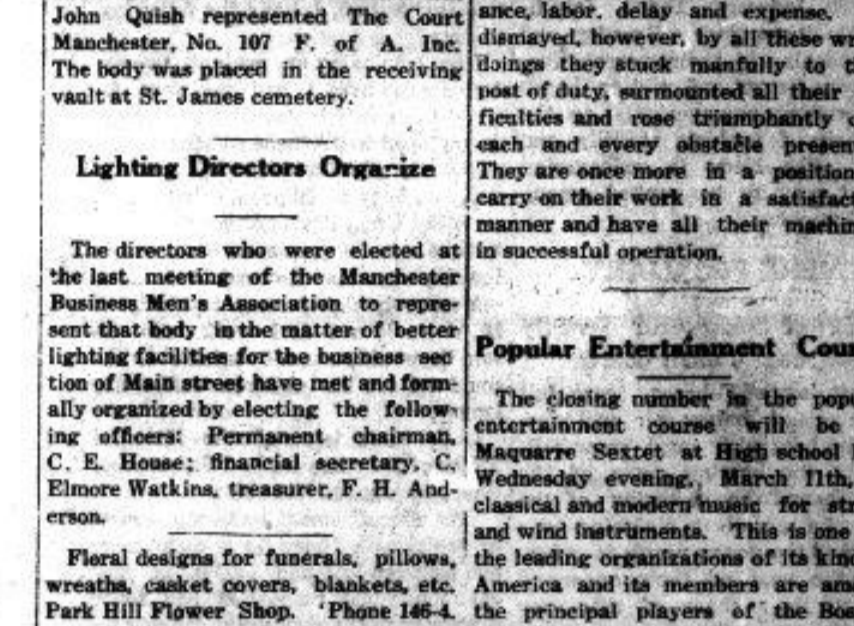 John Quish represented The Court
Manchester, No. 107 F. of A. Inc.
The body was placed in the receiving
vault at St. James cemetery.
Lighting Directors Organize
The directors who were elected at
the last meeting of the Manchester
Business Men's Association to repre-
sent that body in the matter of better
lighting facilities for the business sec
tion of Main street have met and form-
ally organized by electing the follow-
ing officers: Permanent chairman,
C. E. House; financial secretary, C.
Elmore Watkins, treasurer, F. H. And-
erson.
Floral designs for funerals, pillows,
wreaths, casket covers, blankets, etc.
Park Hill Flower Shop. 'Phone 146-4.
ance, labor, delay and expense.
dismayed, however, by all these
doings they stuck manfully to
post of duty, surmounted all their
ficulties and rose triumphantly
each and every obstacle presen
They are once more in a position
carry on their work in a satisfact
manner and have all their machin
in successful operation.
Popular Entertainment Cour
The closing number in the popu
entertainment course will be
Maquarre Sextet at High school
Wednesday evening, March 11th,
classical and modern music for str
and wind instruments. This is one
the leading organizations of its kind
America and its members are am
the principal players of the Bos